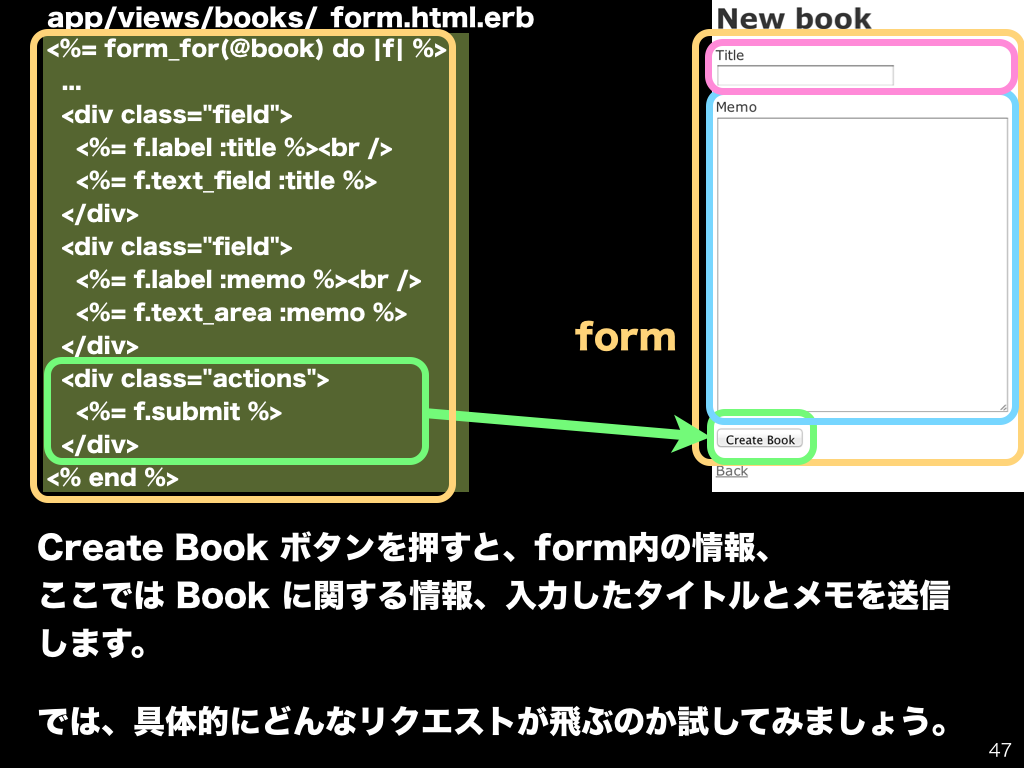 app/views/books/_form.html.erb
<%= form_for(@book) do |f| %>
...
<div class="field">
<%= f.label :title %><br />
<%= f.text_field :title %>
</div>
<div class="field">
<%= f.label :memo %><br />
<%= f.text_area :memo %>
</div>
<div class="actions">
<%= f.submit %>
</div>
<% end %>
form
New book
Title
Memo
Create Book
Back
Create Book ボタンを押すと、form内の情報、
ここでは Book に関する情報、入力したタイトルとメモを送信
します。
では、具体的にどんなリクエストが飛ぶのか試してみましょう。
47